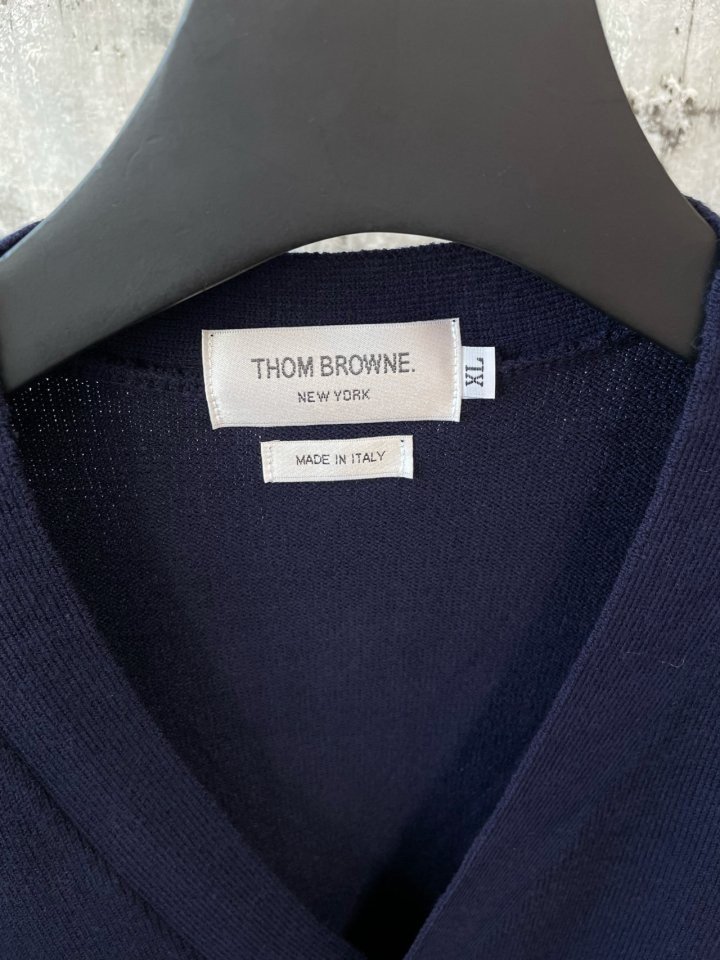 THOM BROWNE.
NEW YORK
XL
MADE IN ITALY